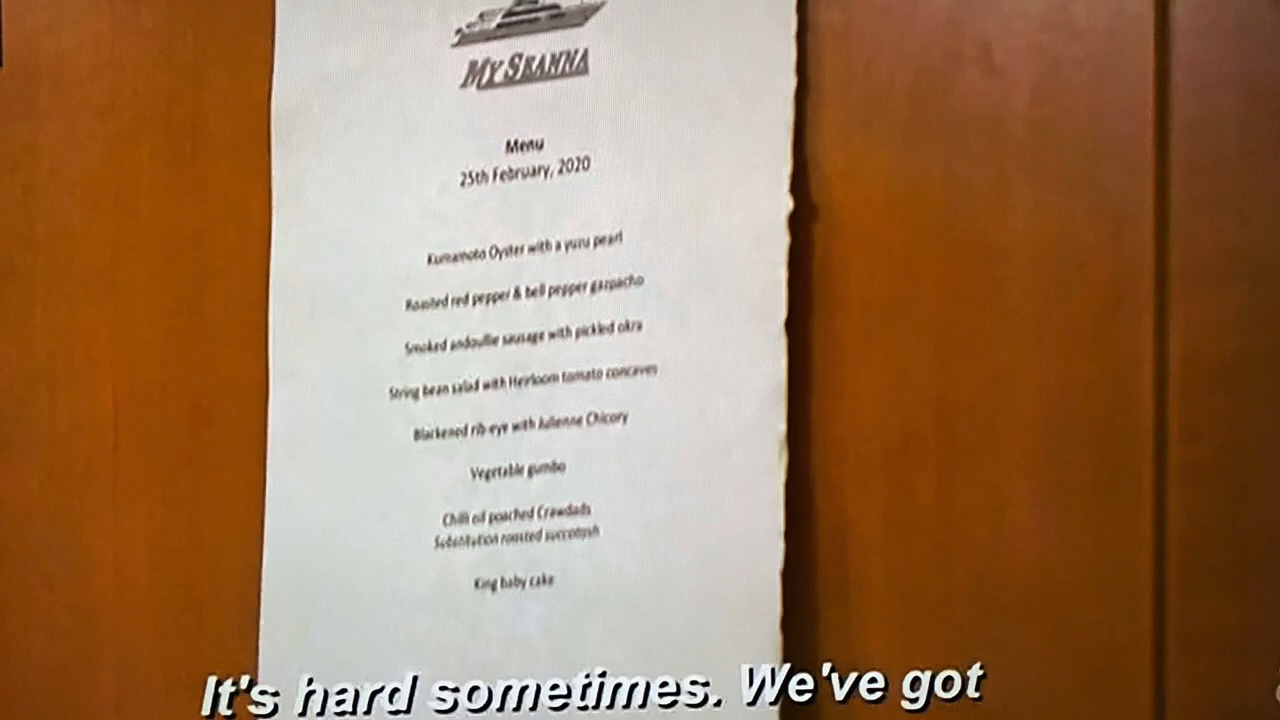 MY SEANNA
Menu
25th February, 2020
Kumamoto Oyster with a yuzu pearl
Roasted red pepper & bell pepper gazpacho
Smoked andouille sausage with pickled okra
String bean salad with Heirloom tomato concaves
Blackened rib-eye with Julienne Chicory
Vegetable gumbo
Chilli oil poached Crawdads
Substitution roasted succotash
King baby cake
It's hard sometimes. We've got